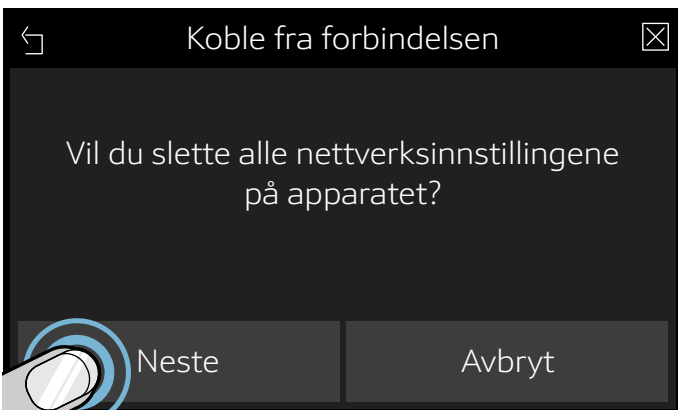 Koble fra forbindelsen
Vil du slette alle nettverksinnstillingene
på apparatet?
Neste
Avbryt